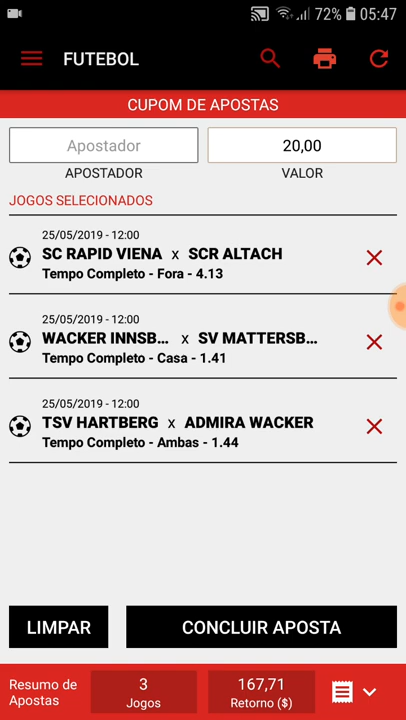 72% 05:47
FUTEBOL
CUPOM DE APOSTAS
Apostador 20,00
APOSTADOR VALOR
JOGOS SELECIONADOS
25/05/2019 - 12:00
SC RAPID VIENA x SCR ALTACH
Tempo Completo - Fora - 4.13
25/05/2019 - 12:00
WACKER INNSB... x SV MATTERSB...
Tempo Completo - Casa - 1.41
25/05/2019 - 12:00
TSV HARTBERG x ADMIRA WACKER
Tempo Completo - Ambas - 1.44
LIMPAR CONCLUIR APOSTA
Resumo de Apostas
3 167,71
Jogos Retorno ($)